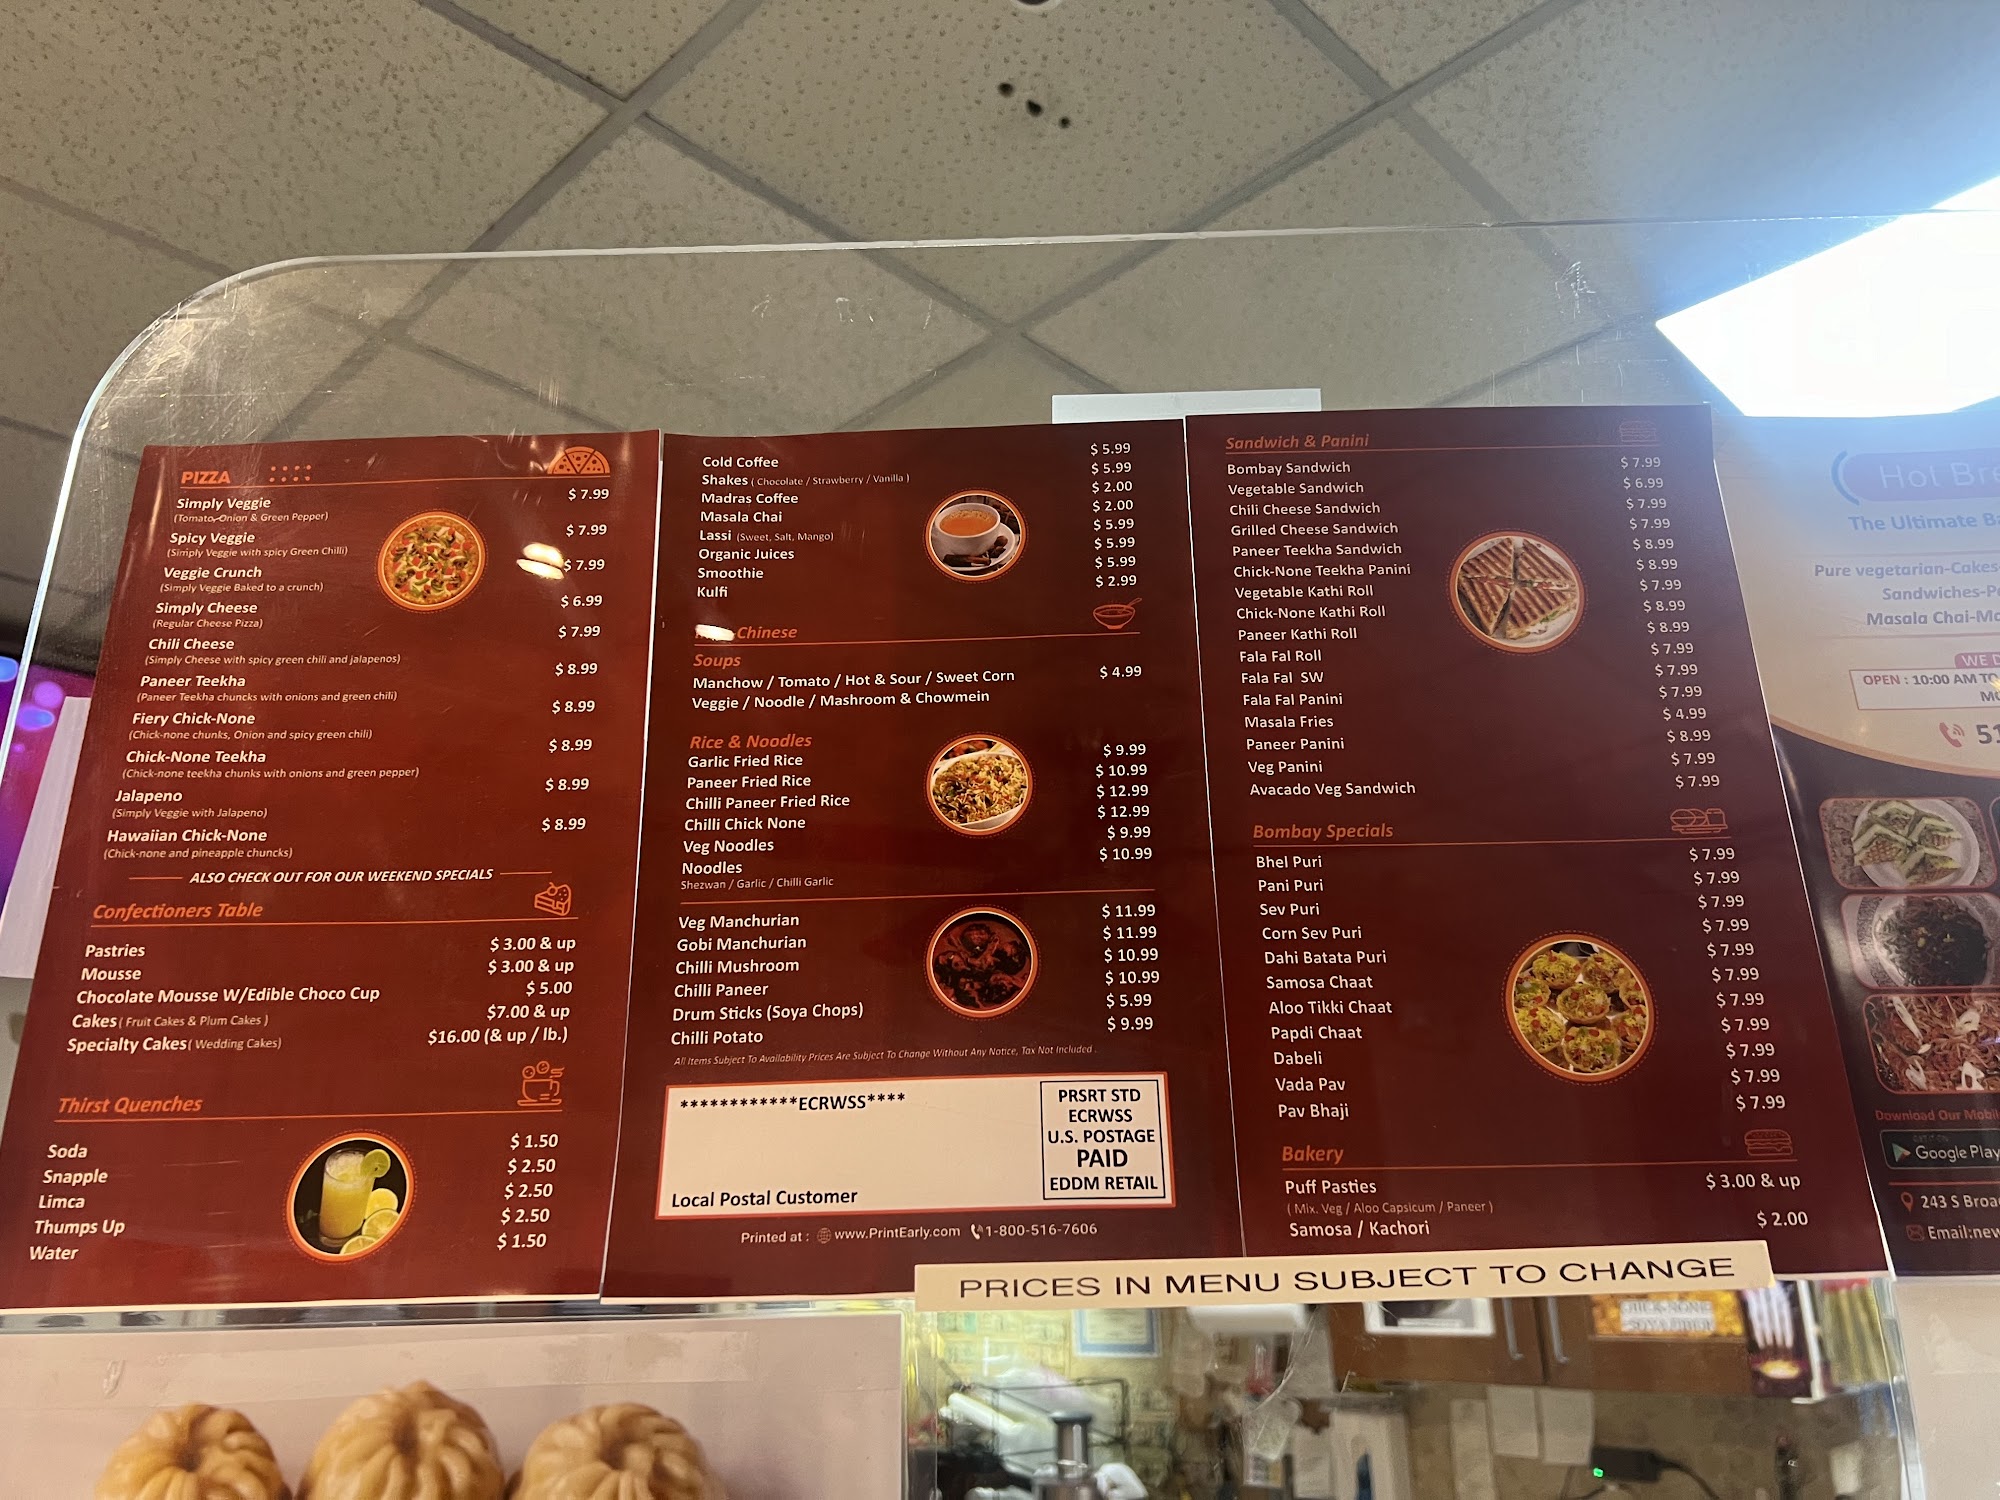 PIZZA
Simply Veggie $ 7.99
(Tomato, Onion & Green Pepper)
Spicy Veggie $ 7.99
(Simply Veggie with spicy Green Chilli)
Veggie Crunch $ 7.99
(Simply Veggie Baked to a crunch)
Simply Cheese $ 6.99
(Regular Cheese Pizza)
Chili Cheese $ 7.99
(Simply Cheese with spicy green chili and jalapenos)
Paneer Teekha $ 8.99
(Paneer Teekha chuncks with onions and green chili)
Fiery Chick-None $ 8.99
(Chick-none chunks, Onion and spicy green chili)
Chick-None Teekha $ 8.99
(Chick-none teekha chunks with onions and green pepper)
Jalapeno $ 8.99
(Simply Veggie with Jalapeno)
Hawaiian Chick-None $ 8.99
(Chick-none and pineapple chuncks)
ALSO CHECK OUT FOR OUR WEEKEND SPECIALS
Confectioners Table
Pastries $ 3.00 & up
Mousse $ 3.00 & up
Chocolate Mousse W/Edible Choco Cup $ 5.00
Cakes ( Fruit Cakes & Plum Cakes ) $7.00 & up
Specialty Cakes ( Wedding Cakes) $16.00 (& up / lb.)
Thirst Quenches
Soda $ 1.50
Snapple $ 2.50
Limca $ 2.50
Thumps Up $ 2.50
Water $ 1.50
Cold Coffee $ 5.99
Shakes ( Chocolate / Strawberry / Vanilla ) $ 5.99
Madras Coffee $ 2.00
Masala Chai $ 2.00
Lassi (Sweet, Salt, Mango) $ 5.99
Organic Juices $ 5.99
Smoothie $ 5.99
Kulfi $ 2.99
Chinese
Soups
Manchow / Tomato / Hot & Sour / Sweet Corn $ 4.99
Veggie / Noodle / Mashroom & Chowmein
Rice & Noodles
Garlic Fried Rice $ 9.99
Paneer Fried Rice $ 10.99
Chilli Paneer Fried Rice $ 12.99
Chilli Chick None $ 12.99
Veg Noodles $ 9.99
Noodles $ 10.99
Shezwan / Garlic / Chilli Garlic
Veg Manchurian $ 11.99
Gobi Manchurian $ 11.99
Chilli Mushroom $ 10.99
Chilli Paneer $ 10.99
Drum Sticks (Soya Chops) $ 5.99
Chilli Potato $ 9.99
All Items Subject To Availability Prices Are Subject To Change Without Any Notice, Tax Not Included .
************ECRWSS****
PRSRT STD
ECRWSS
U.S. POSTAGE
PAID
EDDM RETAIL
Local Postal Customer
Printed at : www.PrintEarly.com 1-800-516-7606
Sandwich & Panini
Bombay Sandwich $ 7.99
Vegetable Sandwich $ 6.99
Chili Cheese Sandwich $ 7.99
Grilled Cheese Sandwich $ 7.99
Paneer Teekha Sandwich $ 8.99
Chick-None Teekha Panini $ 8.99
Vegetable Kathi Roll $ 7.99
Chick-None Kathi Roll $ 8.99
Paneer Kathi Roll $ 8.99
Fala Fal Roll $ 7.99
Fala Fal SW $ 7.99
Fala Fal Panini $ 7.99
Masala Fries $ 4.99
Paneer Panini $ 8.99
Veg Panini $ 7.99
Avacado Veg Sandwich $ 7.99
Bombay Specials
Bhel Puri $ 7.99
Pani Puri $ 7.99
Sev Puri $ 7.99
Corn Sev Puri $ 7.99
Dahi Batata Puri $ 7.99
Samosa Chaat $ 7.99
Aloo Tikki Chaat $ 7.99
Papdi Chaat $ 7.99
Dabeli $ 7.99
Vada Pav $ 7.99
Pav Bhaji $ 7.99
Bakery
Puff Pasties $ 3.00 & up
( Mix. Veg / Aloo Capsicum / Paneer )
Samosa / Kachori $ 2.00
PRICES IN MENU SUBJECT TO CHANGE
Hot Bre
The Ultimate Ba
Pure vegetarian-Cakes-
Sandwiches-Pa
Masala Chai-Mo
WE D
OPEN : 10:00 AM TO
MO
51
Download Our Mobil
GET IT ON
Google Play
243 S Broa
Email:new